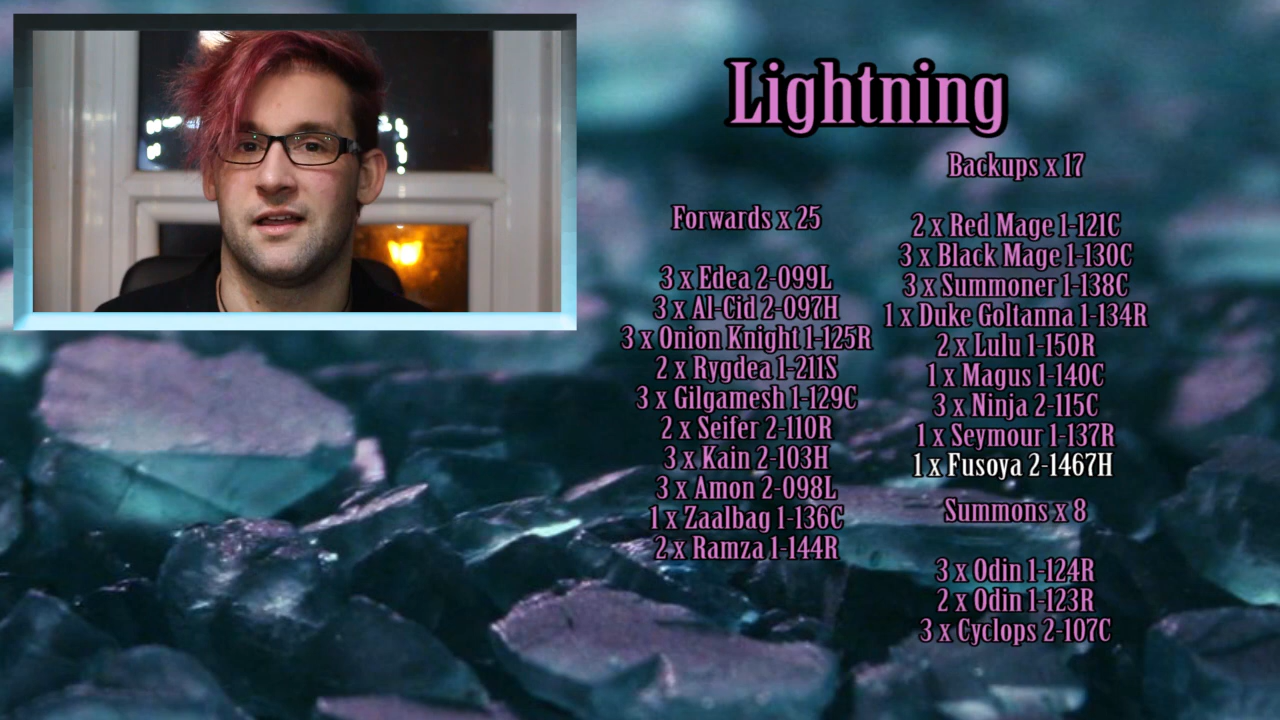 Lightning
Forwards x 25
3 x Edea 2-099L
3 x Al-Cid 2-097H
3 x Onion Knight 1-125R
2 x Rygdea 1-211S
3 x Gilgamesh 1-129C
2 x Seifer 2-110R
3 x Kain 2-103H
3 x Amon 2-098L
1 x Zaalbag 1-136C
2 x Ramza 1-144R
Backups x 17
2 x Red Mage 1-121C
3 x Black Mage 1-130C
3 x Summoner 1-138C
1 x Duke Goltanna 1-134R
2 x Lulu 1-150R
1 x Magus 1-140C
3 x Ninja 2-115C
1 x Seymour 1-137R
1 x Fusoya 2-1467H
Summons x 8
3 x Odin 1-124R
2 x Odin 1-123R
3 x Cyclops 2-107C